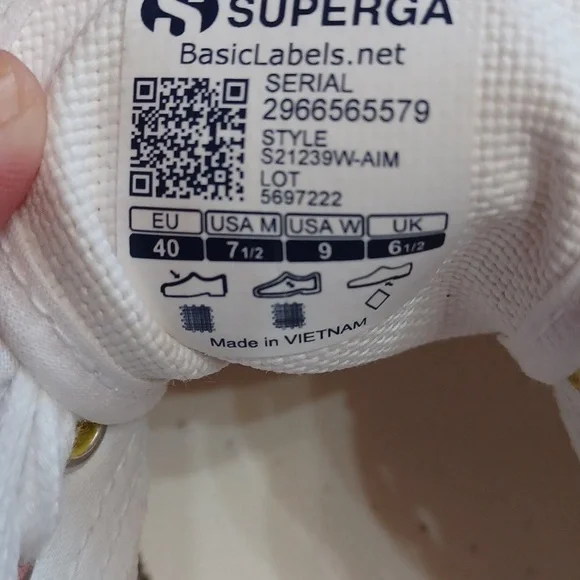 SUPERGA
BasicLabels.net
SERIAL
2966565579
STYLE
S21239W-AIM
LOT
5697222
EU USA M USA W UK
40 7 1/2 9 6 1/2
Made in VIETNAM